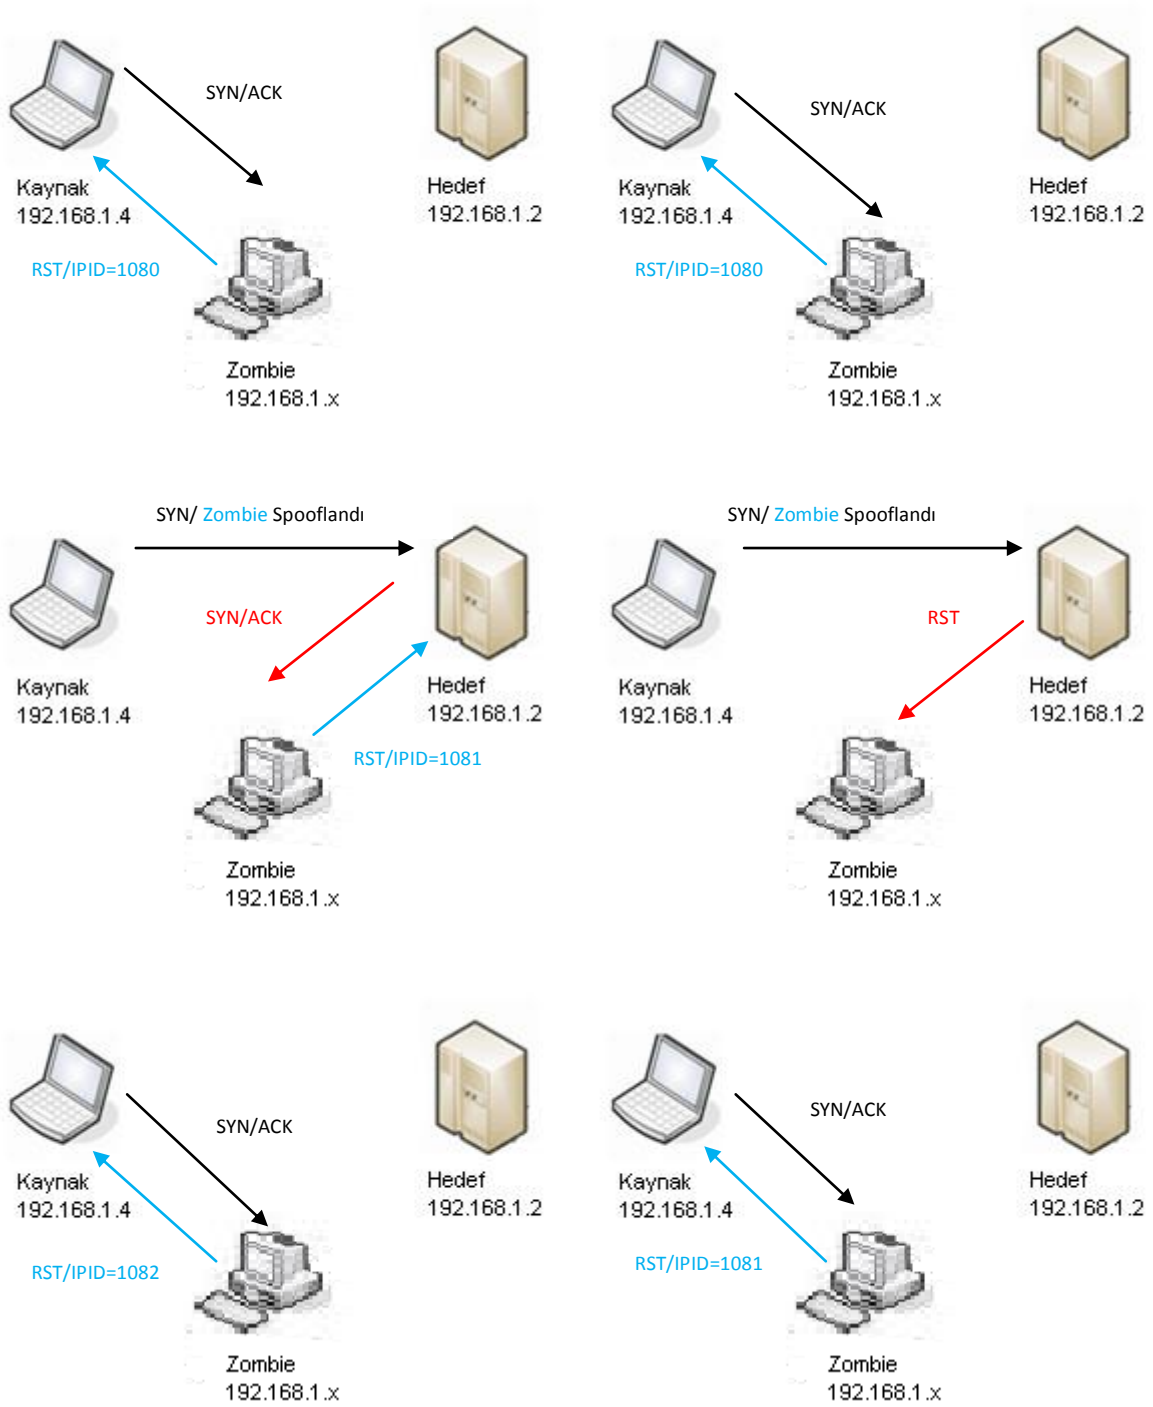 SYN/ACK
Kaynak
192.168.1.4
Hedef
192.168.1.2
RST/IPID=1080
Zombie
192.168.1.x
SYN/ACK
Kaynak
192.168.1.4
Hedef
192.168.1.2
RST/IPID=1080
Zombie
192.168.1.x
SYN/ Zombie Spooflandı
SYN/ACK
Kaynak
192.168.1.4
Hedef
192.168.1.2
RST/IPID=1081
Zombie
192.168.1.x
SYN/ Zombie Spooflandı
RST
Kaynak
192.168.1.4
Hedef
192.168.1.2
Zombie
192.168.1.x
SYN/ACK
Kaynak
192.168.1.4
Hedef
192.168.1.2
RST/IPID=1082
Zombie
192.168.1.x
SYN/ACK
Kaynak
192.168.1.4
Hedef
192.168.1.2
RST/IPID=1081
Zombie
192.168.1.x